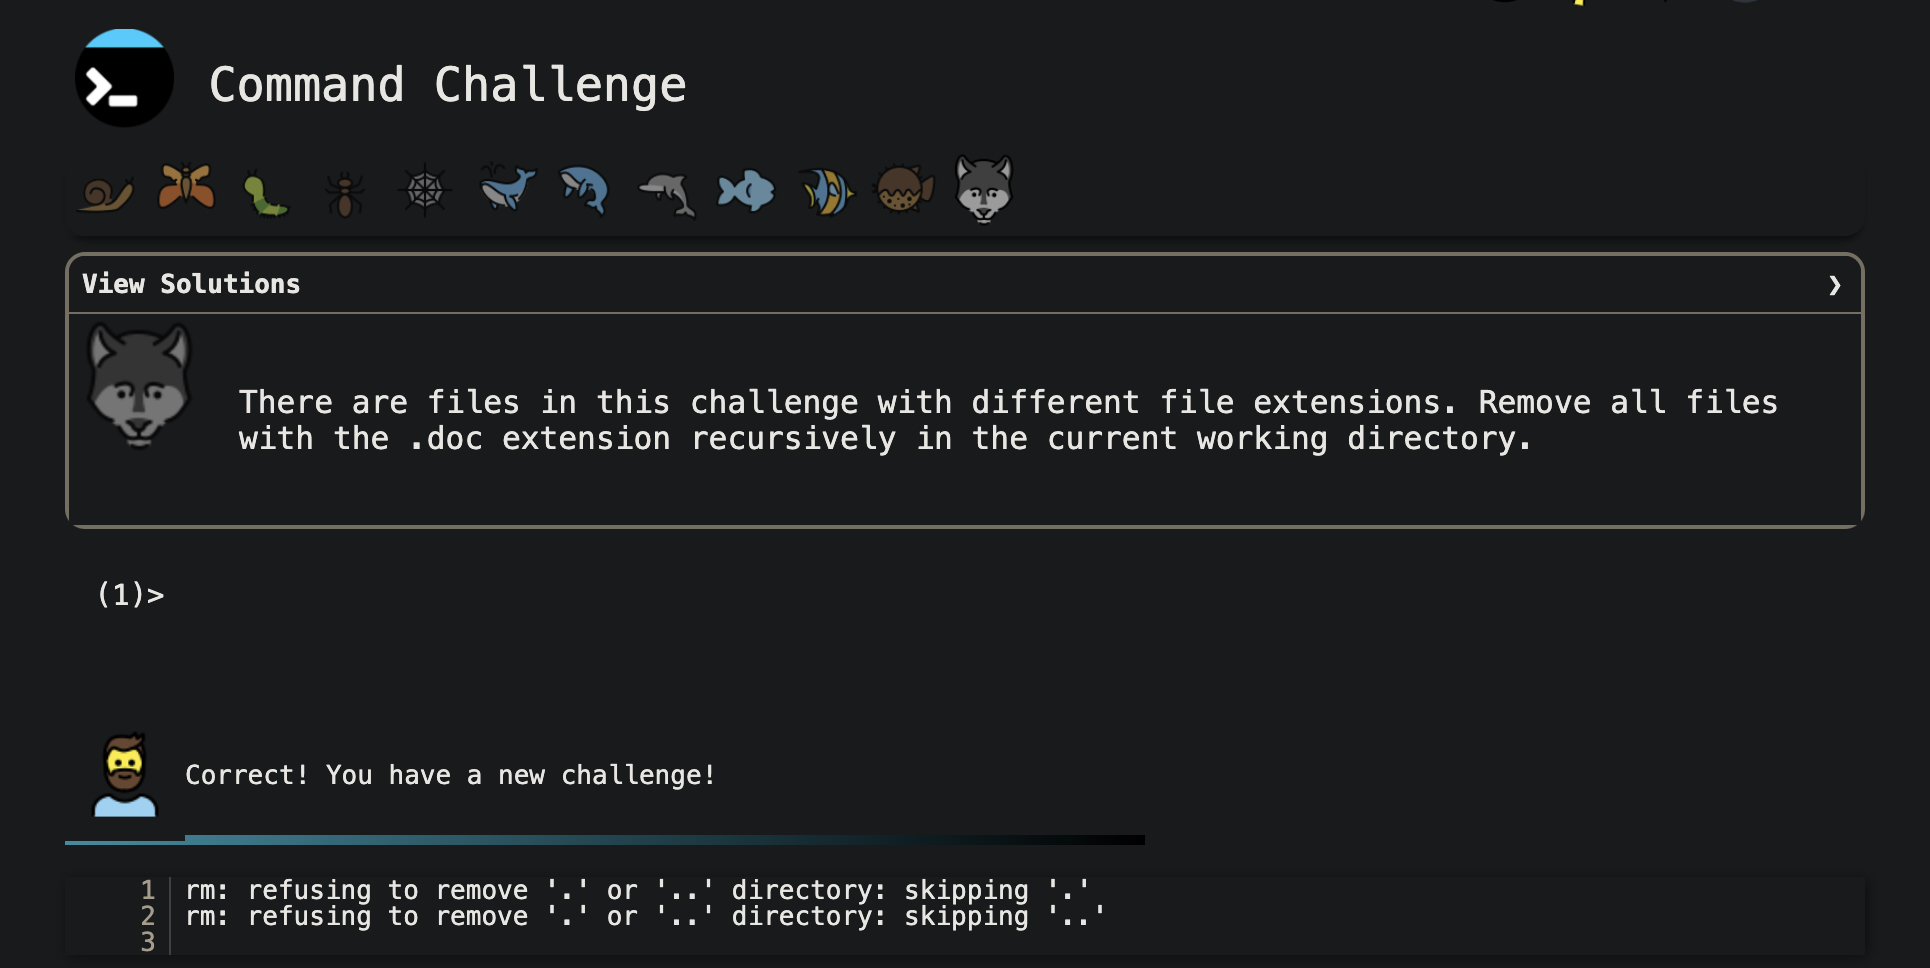 Command Challenge
View Solutions ❯
There are files in this challenge with different file extensions. Remove all files
with the .doc extension recursively in the current working directory.
(1)>
Correct! You have a new challenge!
1 rm: refusing to remove '.' or '..' directory: skipping '.'
2 rm: refusing to remove '.' or '..' directory: skipping '..'
3